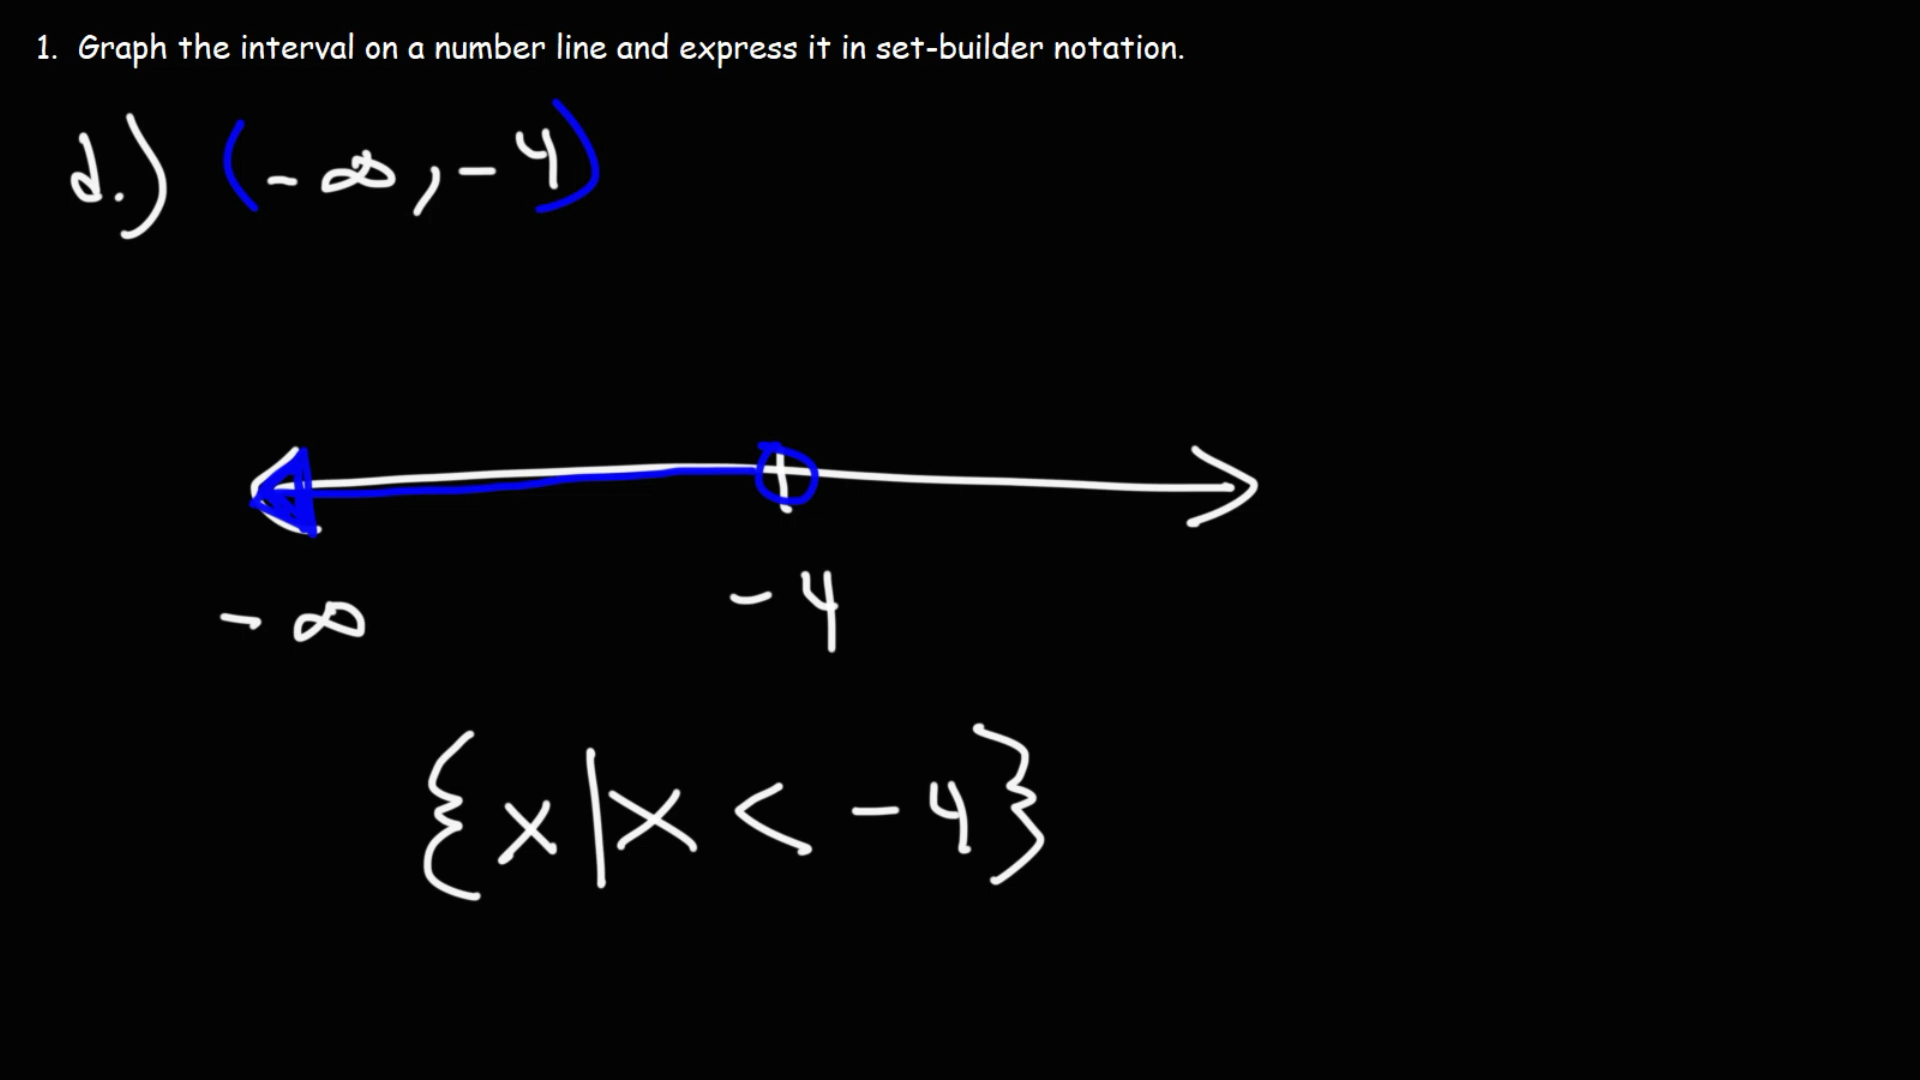 1. Graph the interval on a number line and express it in set-builder notation.
d.) (-∞, -4)
-∞ -4
{x|x < -4}